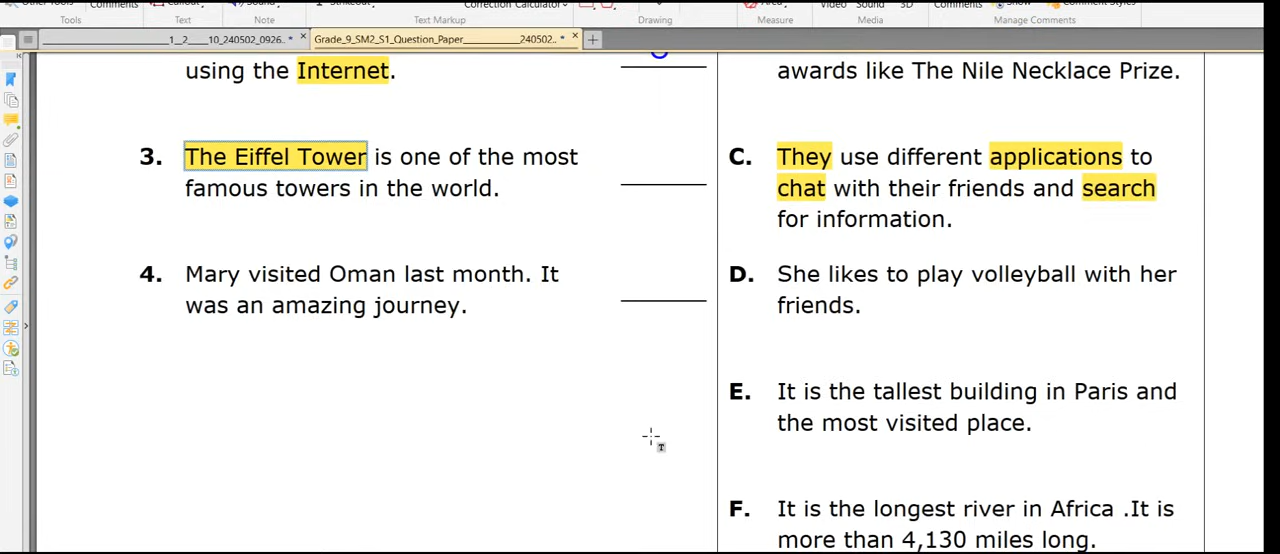 Comments
Correction Calculator
Video Sound 3D
Comments
Show
Tools
Text
Note
Text Markup
Drawing
Measure
Media
Manage Comments
1__2____10_240502_0926.. *
Grade_9_SM2_S1_Question_Paper__________240502.. *
using the Internet.
awards like The Nile Necklace Prize.
3. The Eiffel Tower is one of the most
famous towers in the world.
C. They use different applications to
chat with their friends and search
for information.
4. Mary visited Oman last month. It
was an amazing journey.
D. She likes to play volleyball with her
friends.
E. It is the tallest building in Paris and
the most visited place.
F. It is the longest river in Africa .It is
more than 4,130 miles long.